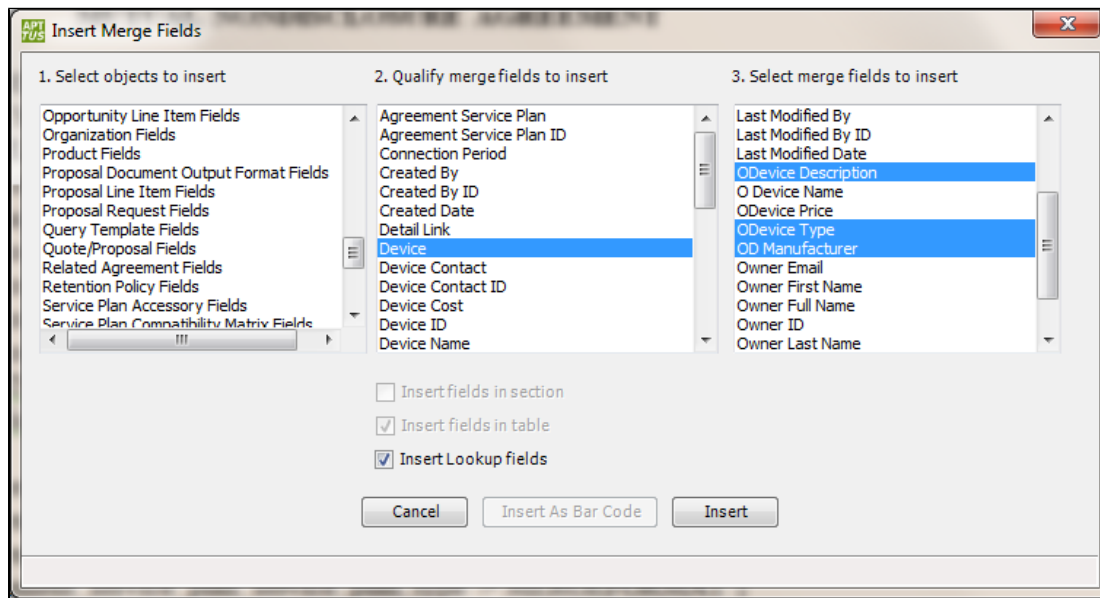 MUTUAL NONDISCLOSURE AGREEMENT
APT
TUS
Insert Merge Fields
1. Select objects to insert
2. Qualify merge fields to insert
3. Select merge fields to insert
Opportunity Line Item Fields
Organization Fields
Product Fields
Proposal Document Output Format Fields
Proposal Line Item Fields
Proposal Request Fields
Query Template Fields
Quote/Proposal Fields
Related Agreement Fields
Retention Policy Fields
Service Plan Accessory Fields
Service Plan Compatibility Matrix Fields
Agreement Service Plan
Agreement Service Plan ID
Connection Period
Created By
Created By ID
Created Date
Detail Link
Device
Device Contact
Device Contact ID
Device Cost
Device ID
Device Name
Last Modified By
Last Modified By ID
Last Modified Date
ODevice Description
O Device Name
ODevice Price
ODevice Type
OD Manufacturer
Owner Email
Owner First Name
Owner Full Name
Owner ID
Owner Last Name
Insert fields in section
Insert fields in table
Insert Lookup fields
Cancel
Insert As Bar Code
Insert